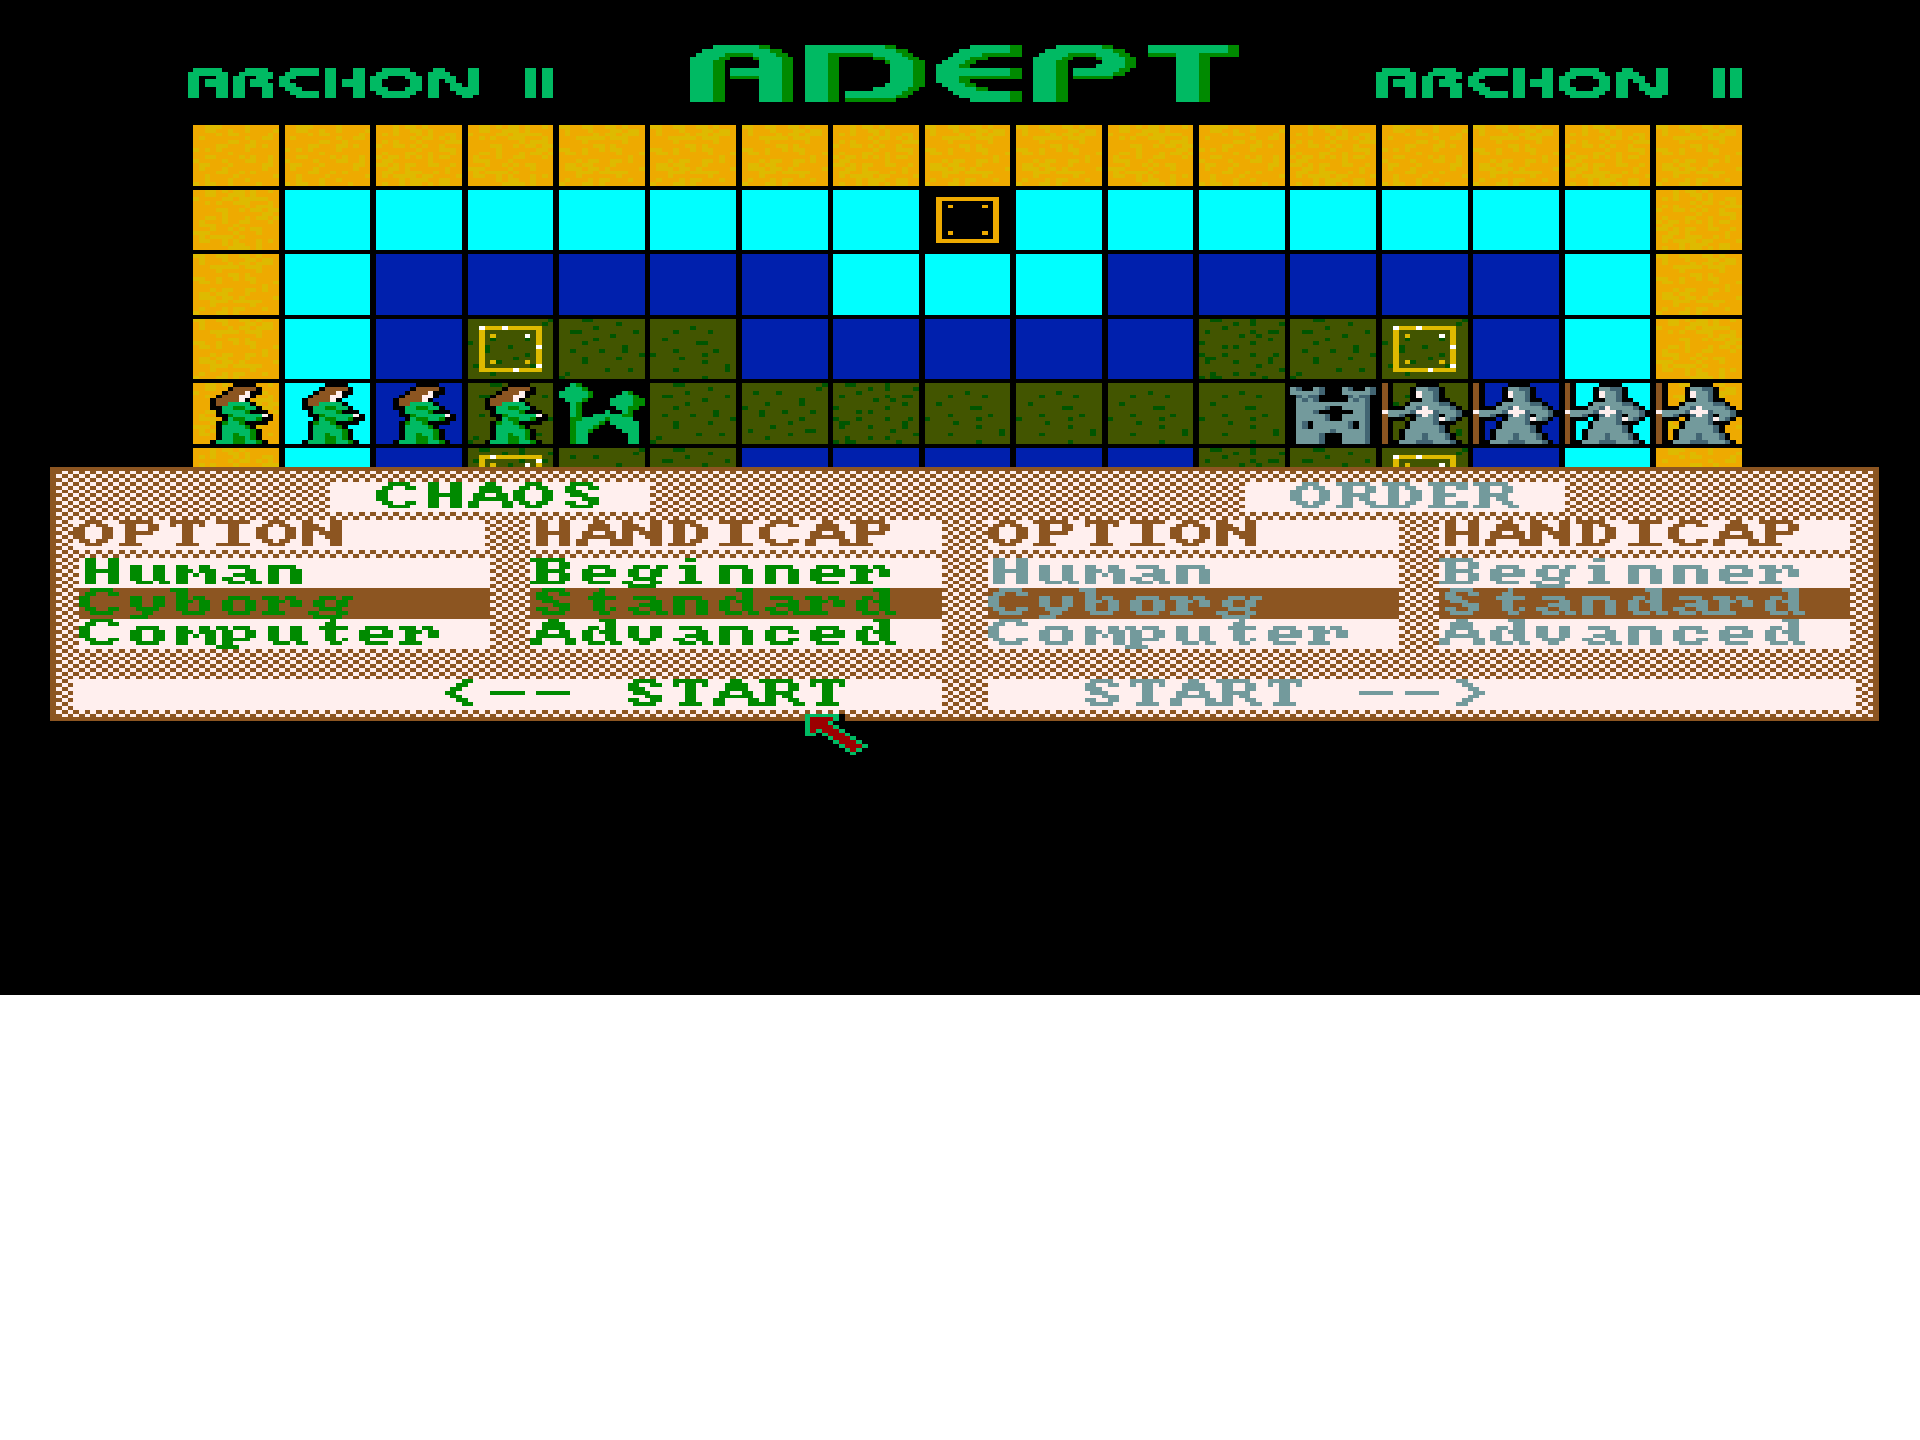 ARCHON II ADEPT ARCHON II
CHAOS ORDER
OPTION HANDICAP OPTION HANDICAP
Human Beginner Human Beginner
Cyborg Standard Cyborg Standard
Computer Advanced Computer Advanced
<-- START START -->